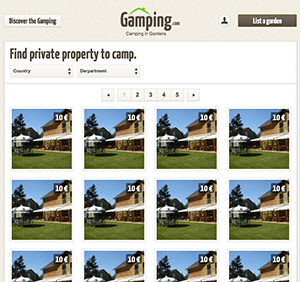 Discover the Gamping
Gamping.com
Camping in Gardens
List a garden
Find private property to camp.
Country
Derpartment
« 1 2 3 4 5 »
10 € 10 € 10 € 10 €
10 € 10 € 10 € 10 €
10 € 10 € 10 € 10 €